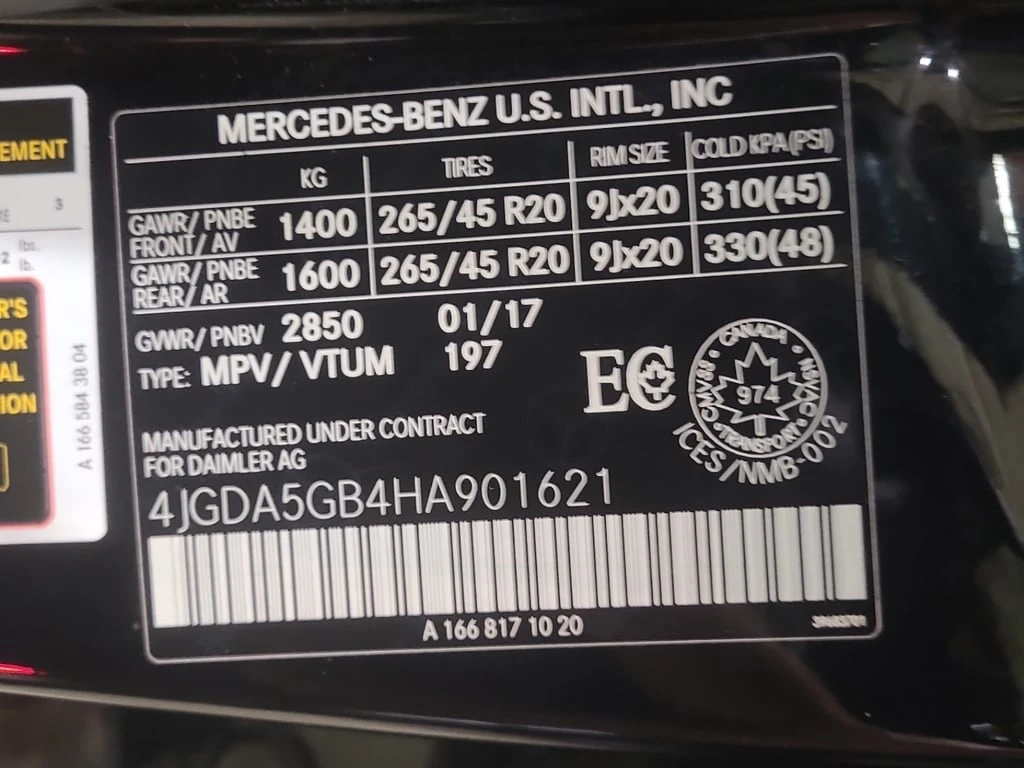 MERCEDES-BENZ U.S. INTL., INC
KG TIRES RIM SIZE COLD KPA(PSI)
GAWR/ PNBE FRONT/ AV 1400 265/45 R20 9Jx20 310(45)
GAWR/ PNBE REAR/ AR 1600 265/45 R20 9Jx20 330(48)
GVWR/ PNBV 2850 01/17
TYPE: MPV/ VTUM 197
EC
CANADA
974
TRANSPORT
ICES/NMB-002
MANUFACTURED UNDER CONTRACT
FOR DAIMLER AG
4JGDA5GB4HA901621
A 166 817 10 20
EMENT
3
lbs.
lb.
R'S
OR
AL
ION
A 166 584 38 04